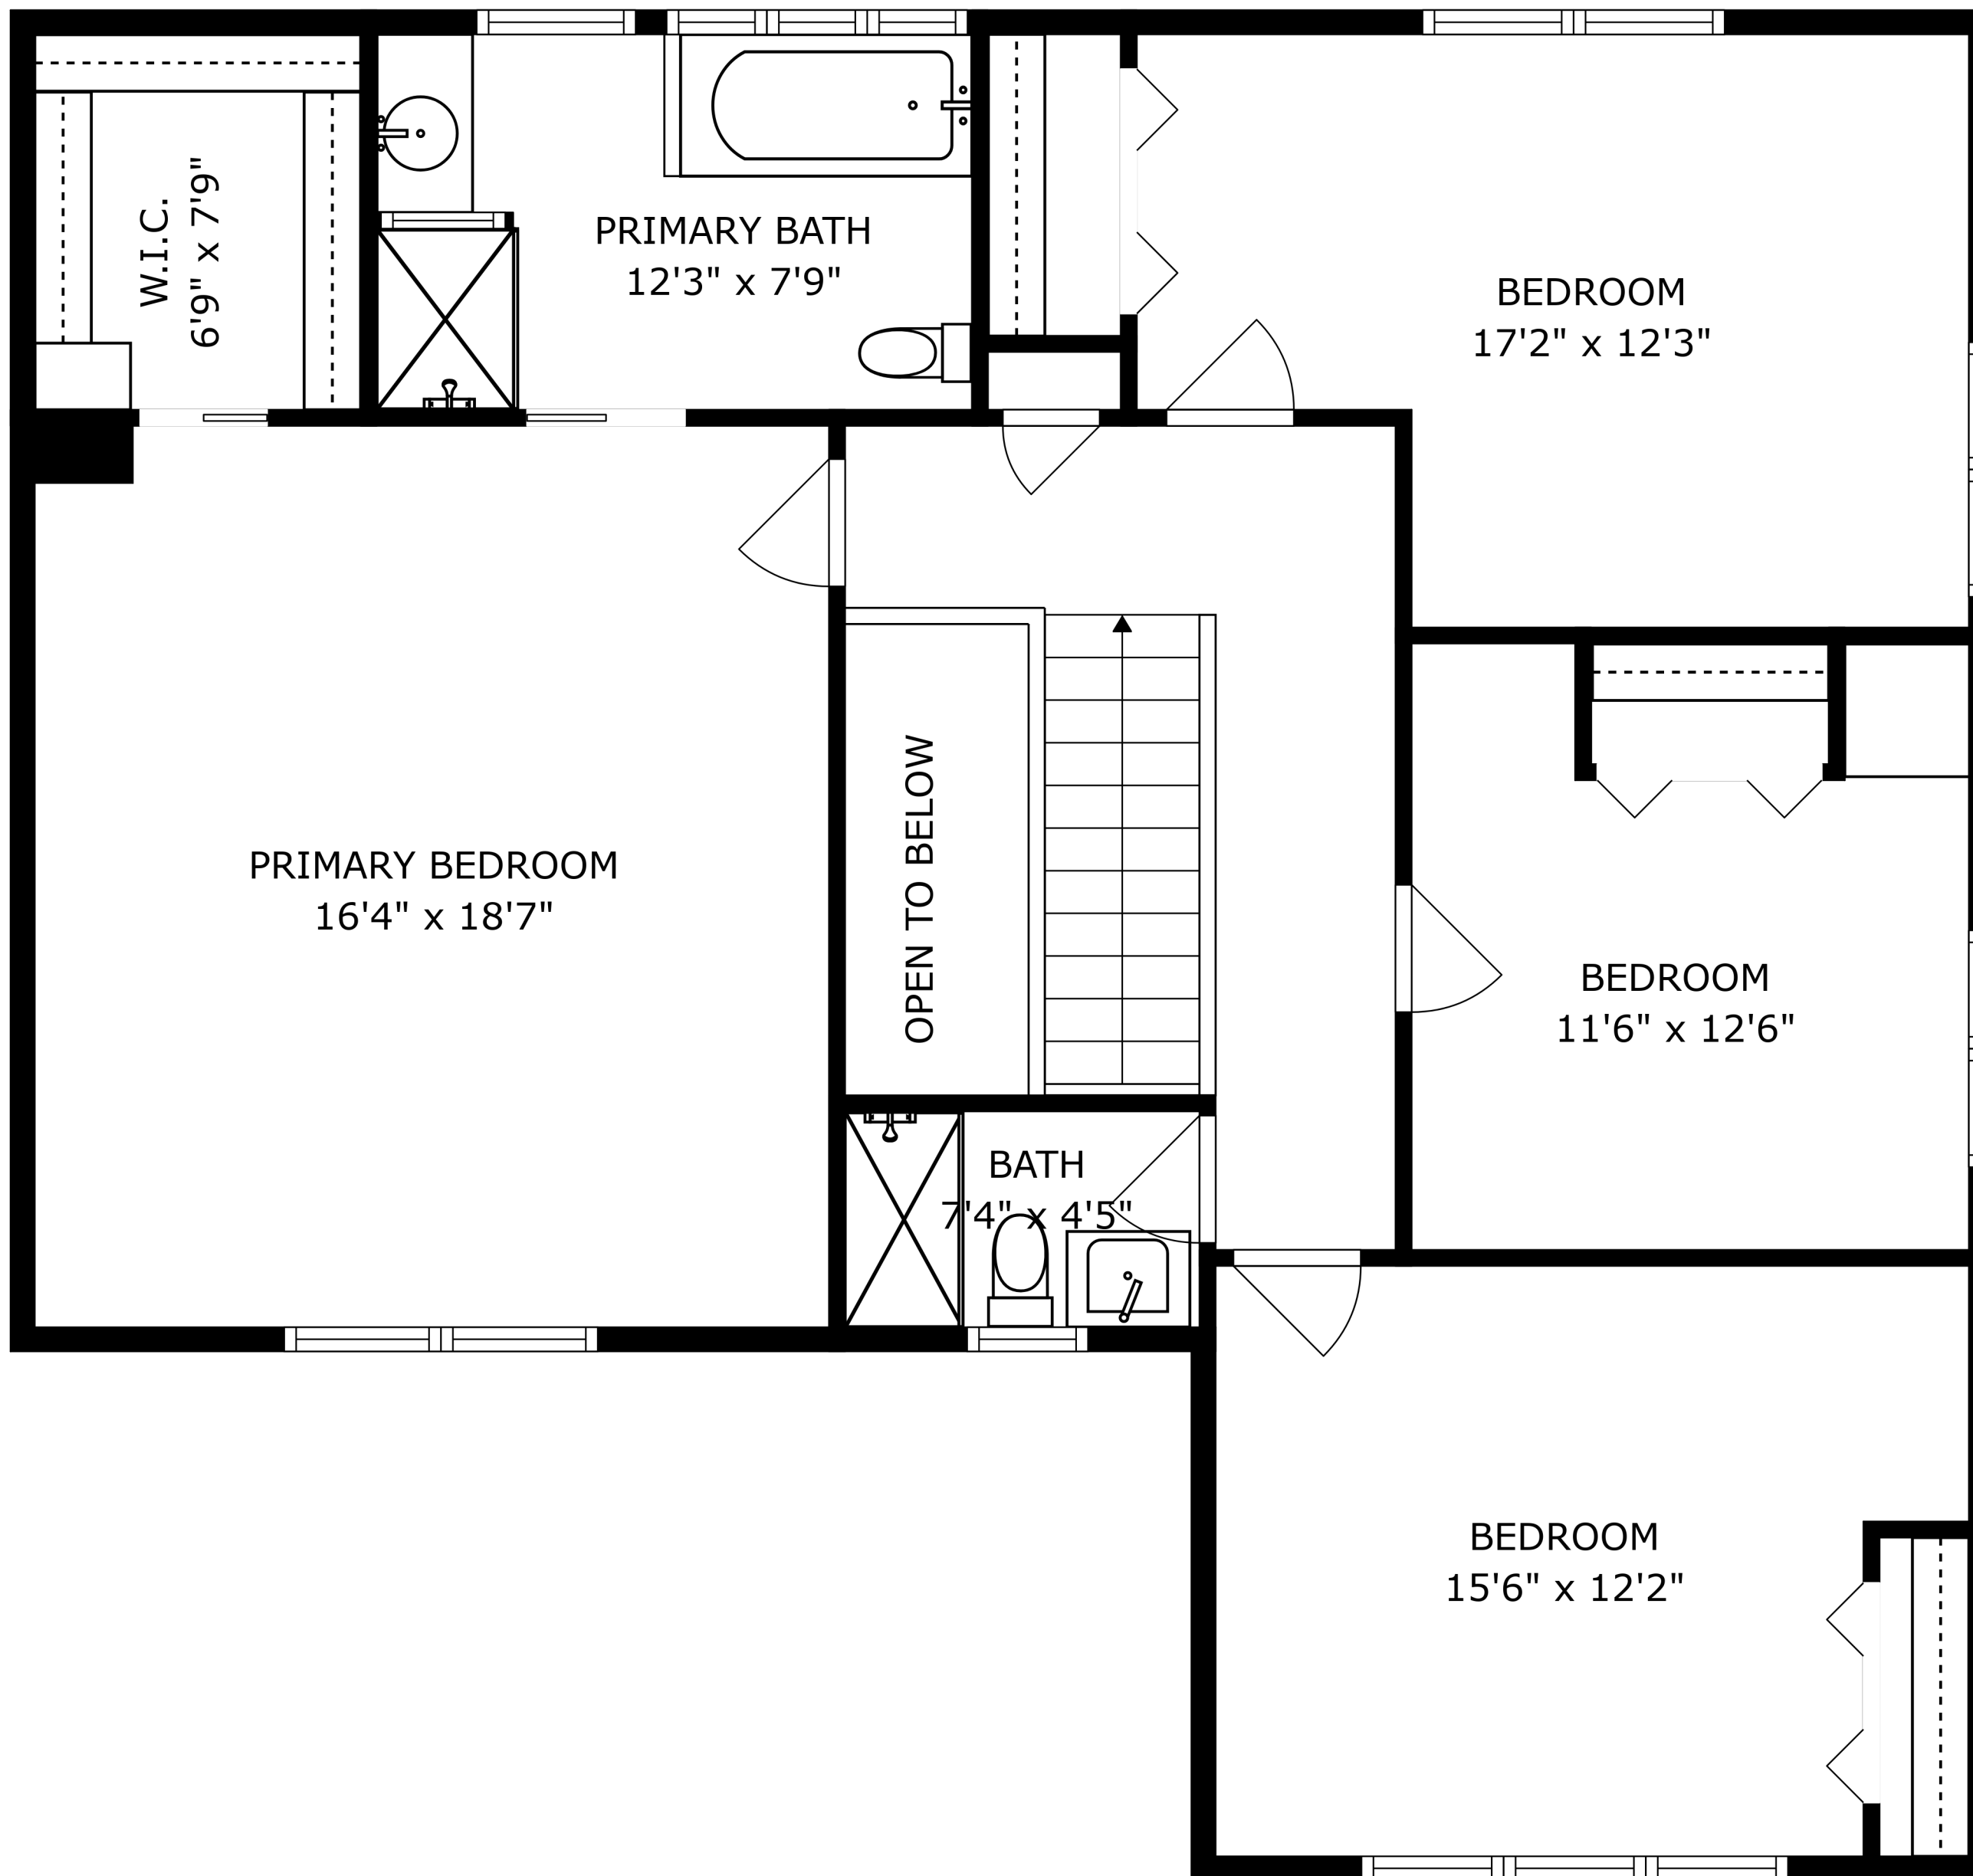 W.I.C.
6'9" x 7'9"
PRIMARY BATH
12'3" x 7'9"
BEDROOM
17'2" x 12'3"
PRIMARY BEDROOM
16'4" x 18'7"
OPEN TO BELOW
BEDROOM
11'6" x 12'6"
BATH
7'4" x 4'5"
BEDROOM
15'6" x 12'2"